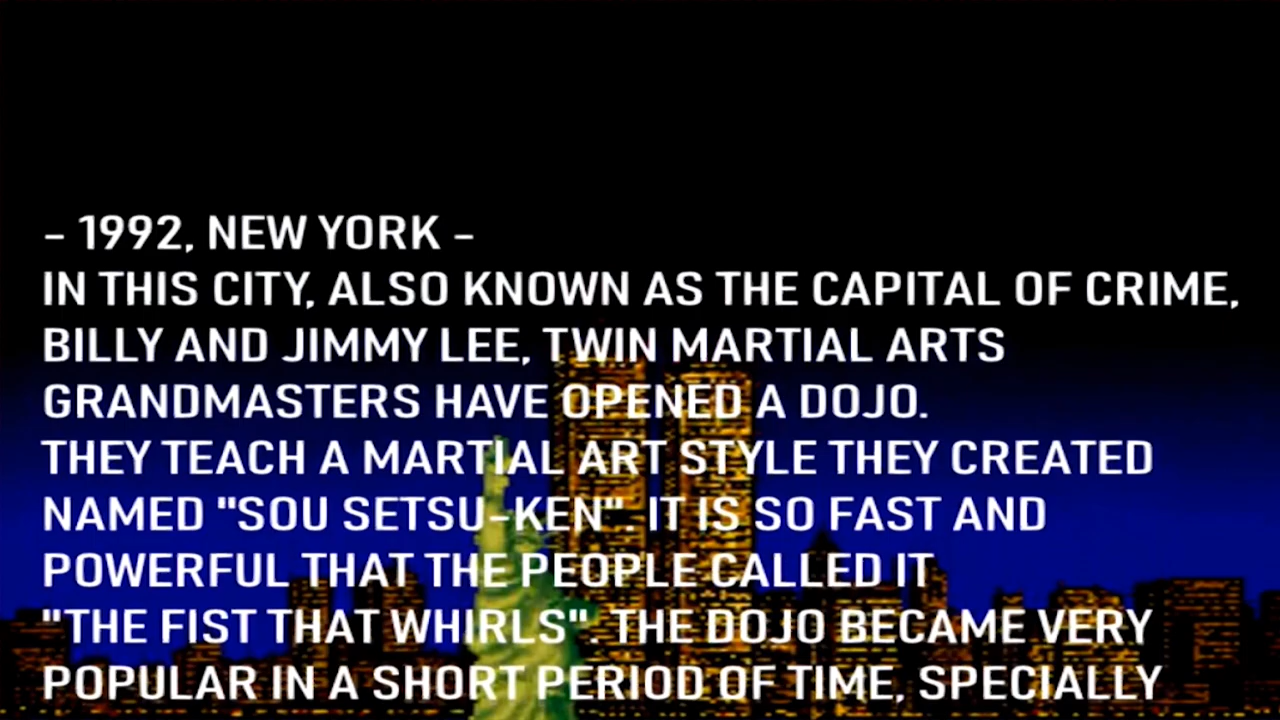 - 1992, NEW YORK -
IN THIS CITY, ALSO KNOWN AS THE CAPITAL OF CRIME,
BILLY AND JIMMY LEE, TWIN MARTIAL ARTS
GRANDMASTERS HAVE OPENED A DOJO.
THEY TEACH A MARTIAL ART STYLE THEY CREATED
NAMED "SOU SETSU-KEN". IT IS SO FAST AND
POWERFUL THAT THE PEOPLE CALLED IT
"THE FIST THAT WHIRLS". THE DOJO BECAME VERY
POPULAR IN A SHORT PERIOD OF TIME, SPECIALLY